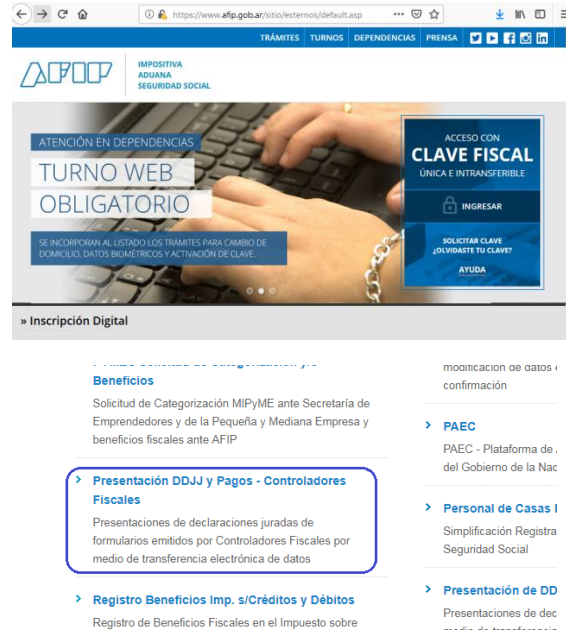 https://www.afip.gob.ar/sitio/externos/default.asp
TRÁMITES TURNOS DEPENDENCIAS PRENSA
AFIP
IMPOSITIVA
ADUANA
SEGURIDAD SOCIAL
ATENCIÓN EN DEPENDENCIAS
TURNO WEB
OBLIGATORIO
SE INCORPORAN AL LISTADO LOS TRÁMITES PARA CAMBIO DE
DOMICILIO, DATOS BIOMÉTRICOS Y ACTIVACIÓN DE CLAVE.
ACCESO CON
CLAVE FISCAL
ÚNICA E INTRANSFERIBLE
INGRESAR
SOLICITAR CLAVE
¿OLVIDASTE TU CLAVE?
AYUDA
» Inscripción Digital
Beneficios
Solicitud de Categorización MIPyME ante Secretaría de
Emprendedores y de la Pequeña y Mediana Empresa y
beneficios fiscales ante AFIP
Presentación DDJJ y Pagos - Controladores
Fiscales
Presentaciones de declaraciones juradas de
formularios emitidos por Controladores Fiscales por
medio de transferencia electrónica de datos
Registro Beneficios Imp. s/Créditos y Débitos
Registro de Beneficios Fiscales en el Impuesto sobre
modificación de datos
confirmación
PAEC
PAEC - Plataforma de
del Gobierno de la Nac
Personal de Casas
Simplificación Registra
Seguridad Social
Presentación de DD
Presentaciones de dec